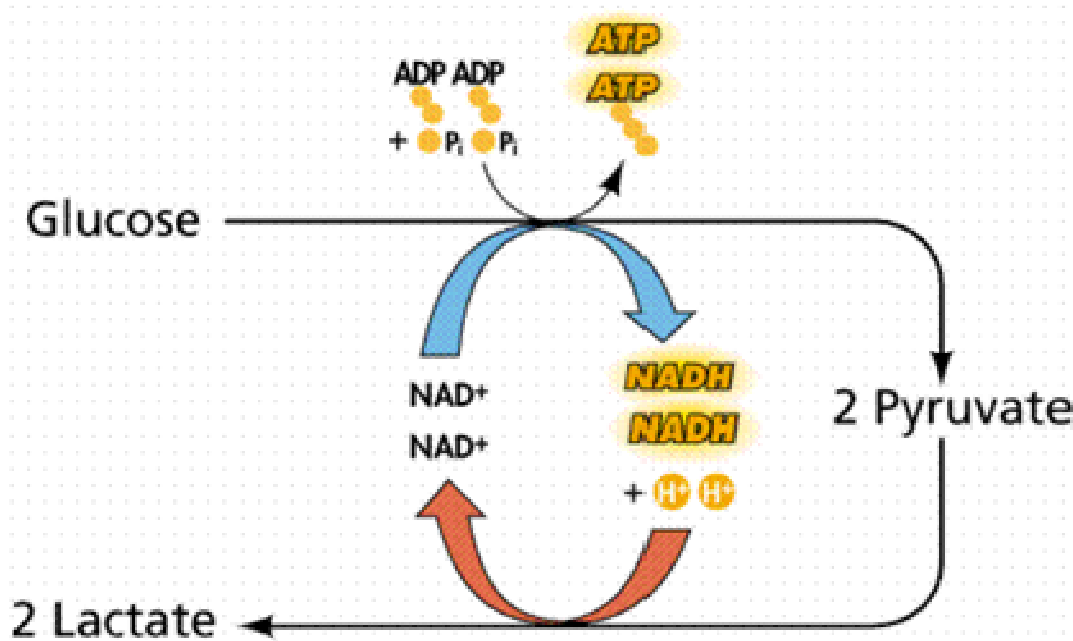 ATP
ATP
ADP ADP
+ Pi Pi
Glucose
NAD+
NAD+
NADH
NADH
+ H+ H+
2 Pyruvate
2 Lactate